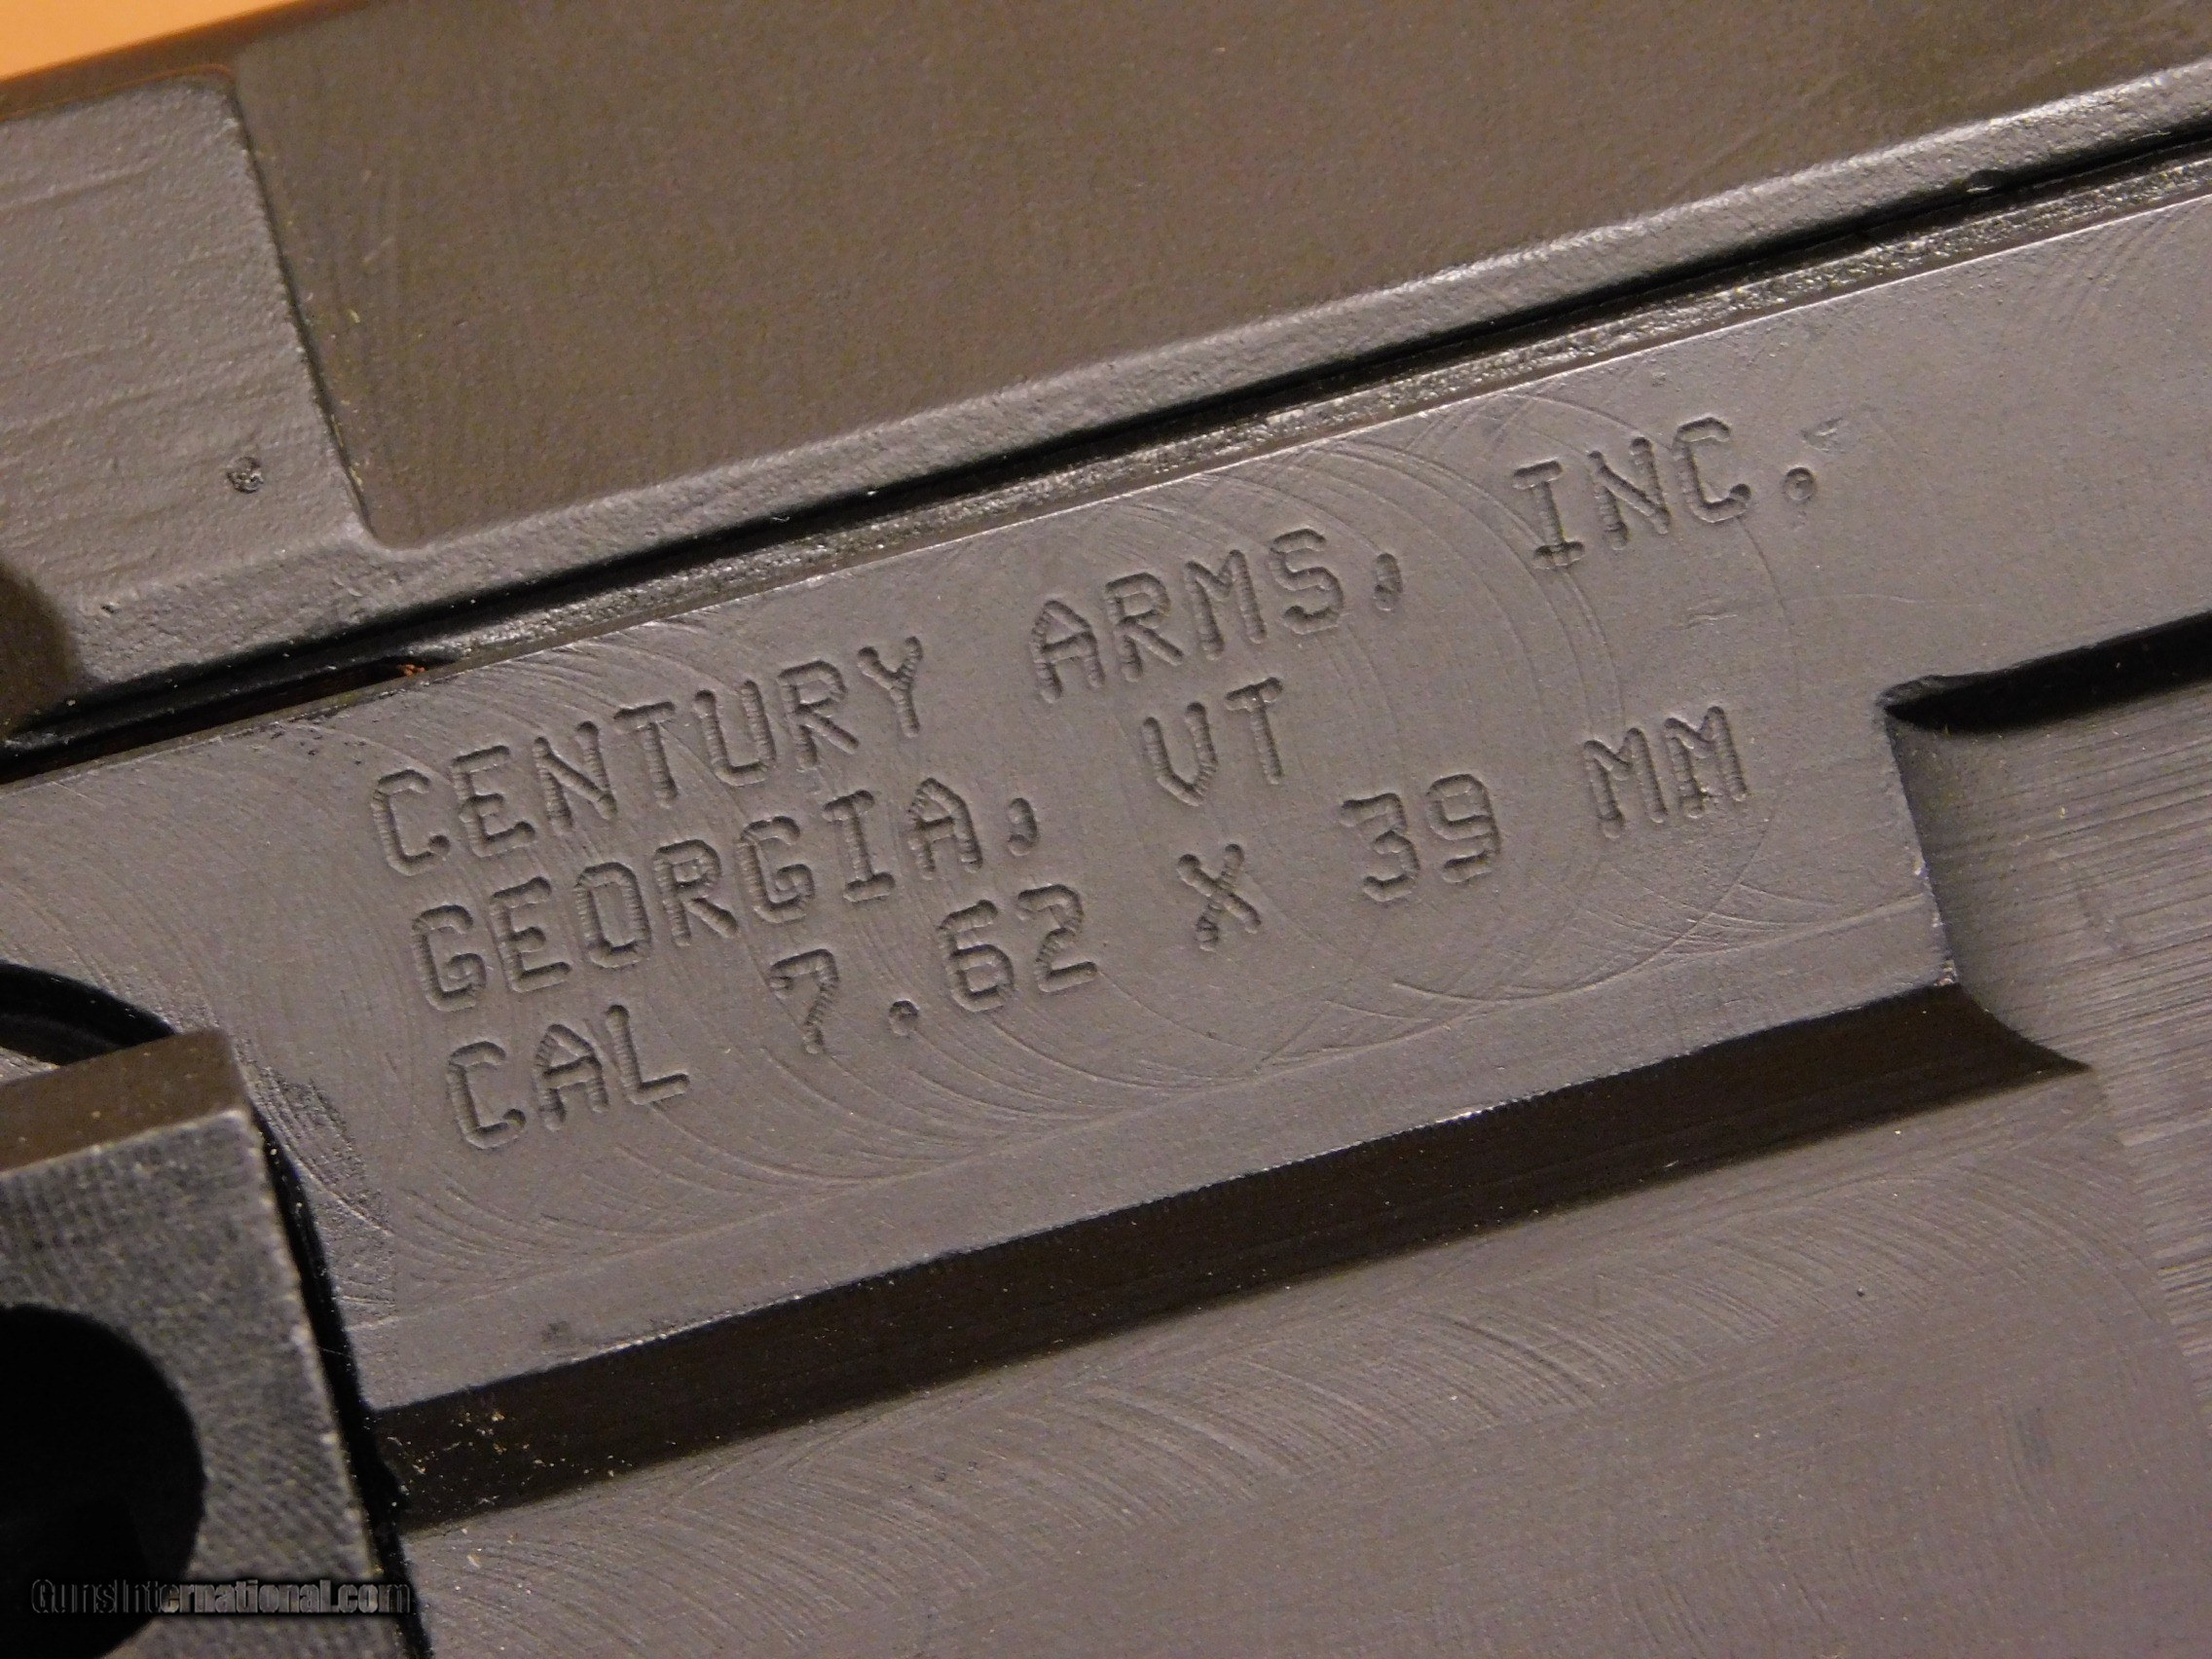 CENTURY ARMS, INC.
GEORGIA, VT
CAL 7.62 X 39 MM
GunsInternational.com